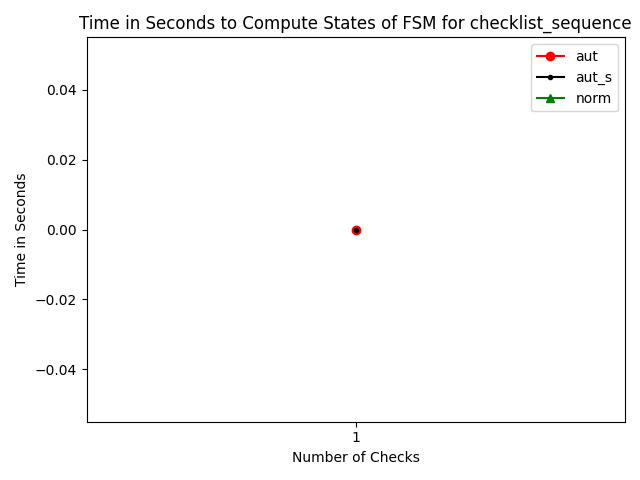 Time in Seconds to Compute States of FSM for checklist_sequence
aut
aut_s
norm
0.04
0.02
0.00
−0.02
−0.04
Time in Seconds
1
Number of Checks